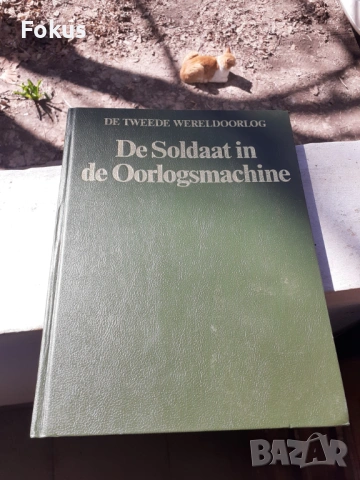 Fokus
DE TWEEDE WERELDOORLOG
De Soldaat in
de Oorlogsmachine
BAZAR